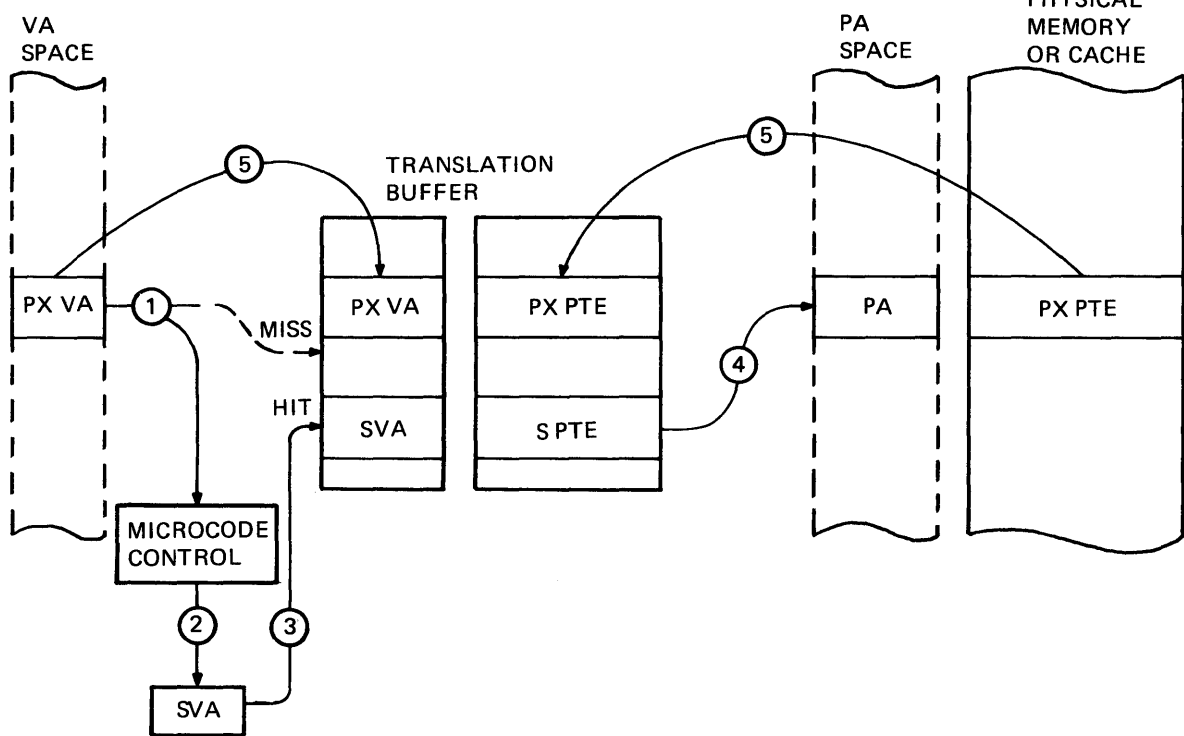 VA
SPACE
PA
SPACE
PHYSICAL
MEMORY
OR CACHE
5
5
TRANSLATION
BUFFER
PX VA
1
MISS
PX VA
PX PTE
PA
PX PTE
4
HIT
SVA
S PTE
MICROCODE
CONTROL
2
3
SVA